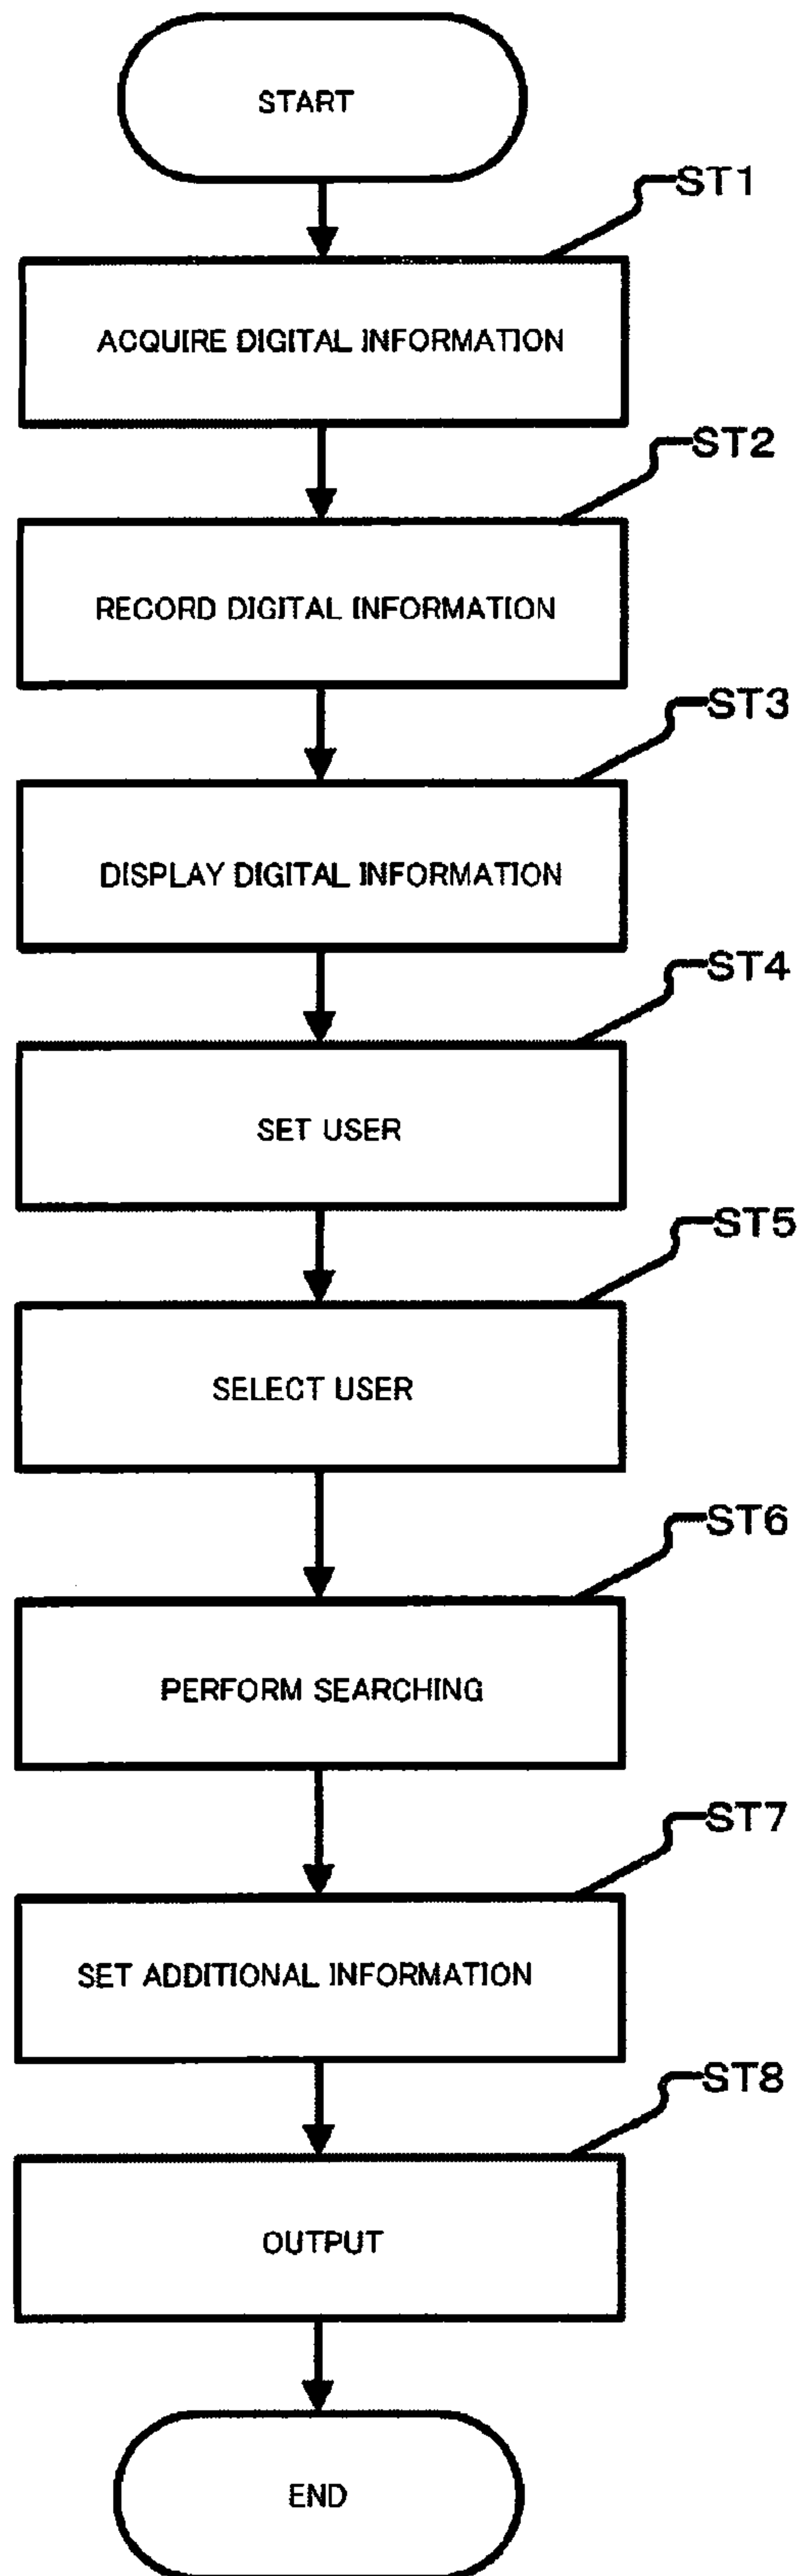 START
ST1
ACQUIRE DIGITAL INFORMATION
ST2
RECORD DIGITAL INFORMATION
ST3
DISPLAY DIGITAL INFORMATION
ST4
SET USER
ST5
SELECT USER
ST6
PERFORM SEARCHING
ST7
SET ADDITIONAL INFORMATION
ST8
OUTPUT
END